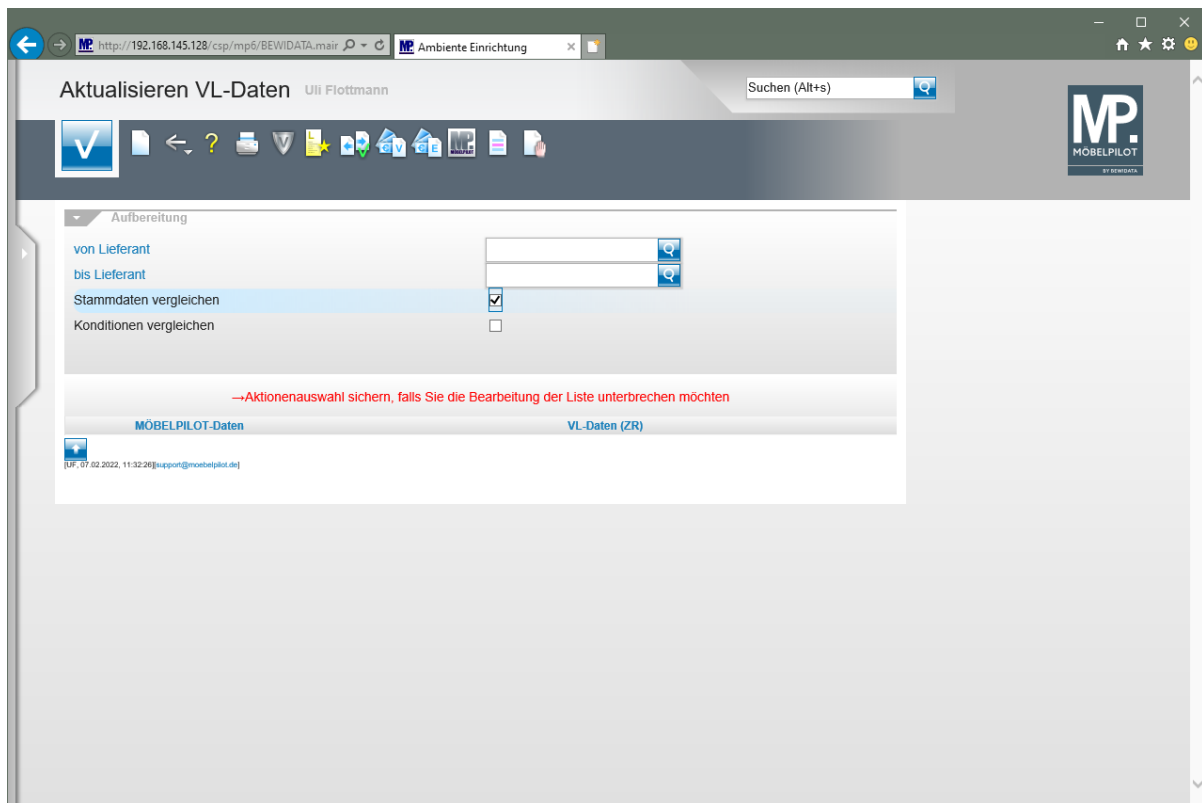 http://192.168.145.128/csp/mp6/BEWIDATA.mair
MP. Ambiente Einrichtung
Aktualisieren VL-Daten Uli Flottmann
Suchen (Alt+s)
MP.
MÖBELPILOT
BY BEWIDATA
Aufbereitung
von Lieferant
bis Lieferant
Stammdaten vergleichen
Konditionen vergleichen
→Aktionenauswahl sichern, falls Sie die Bearbeitung der Liste unterbrechen möchten
MÖBELPILOT-Daten VL-Daten (ZR)
[UF, 07.02.2022, 11:32:26][support@moebelpilot.de]